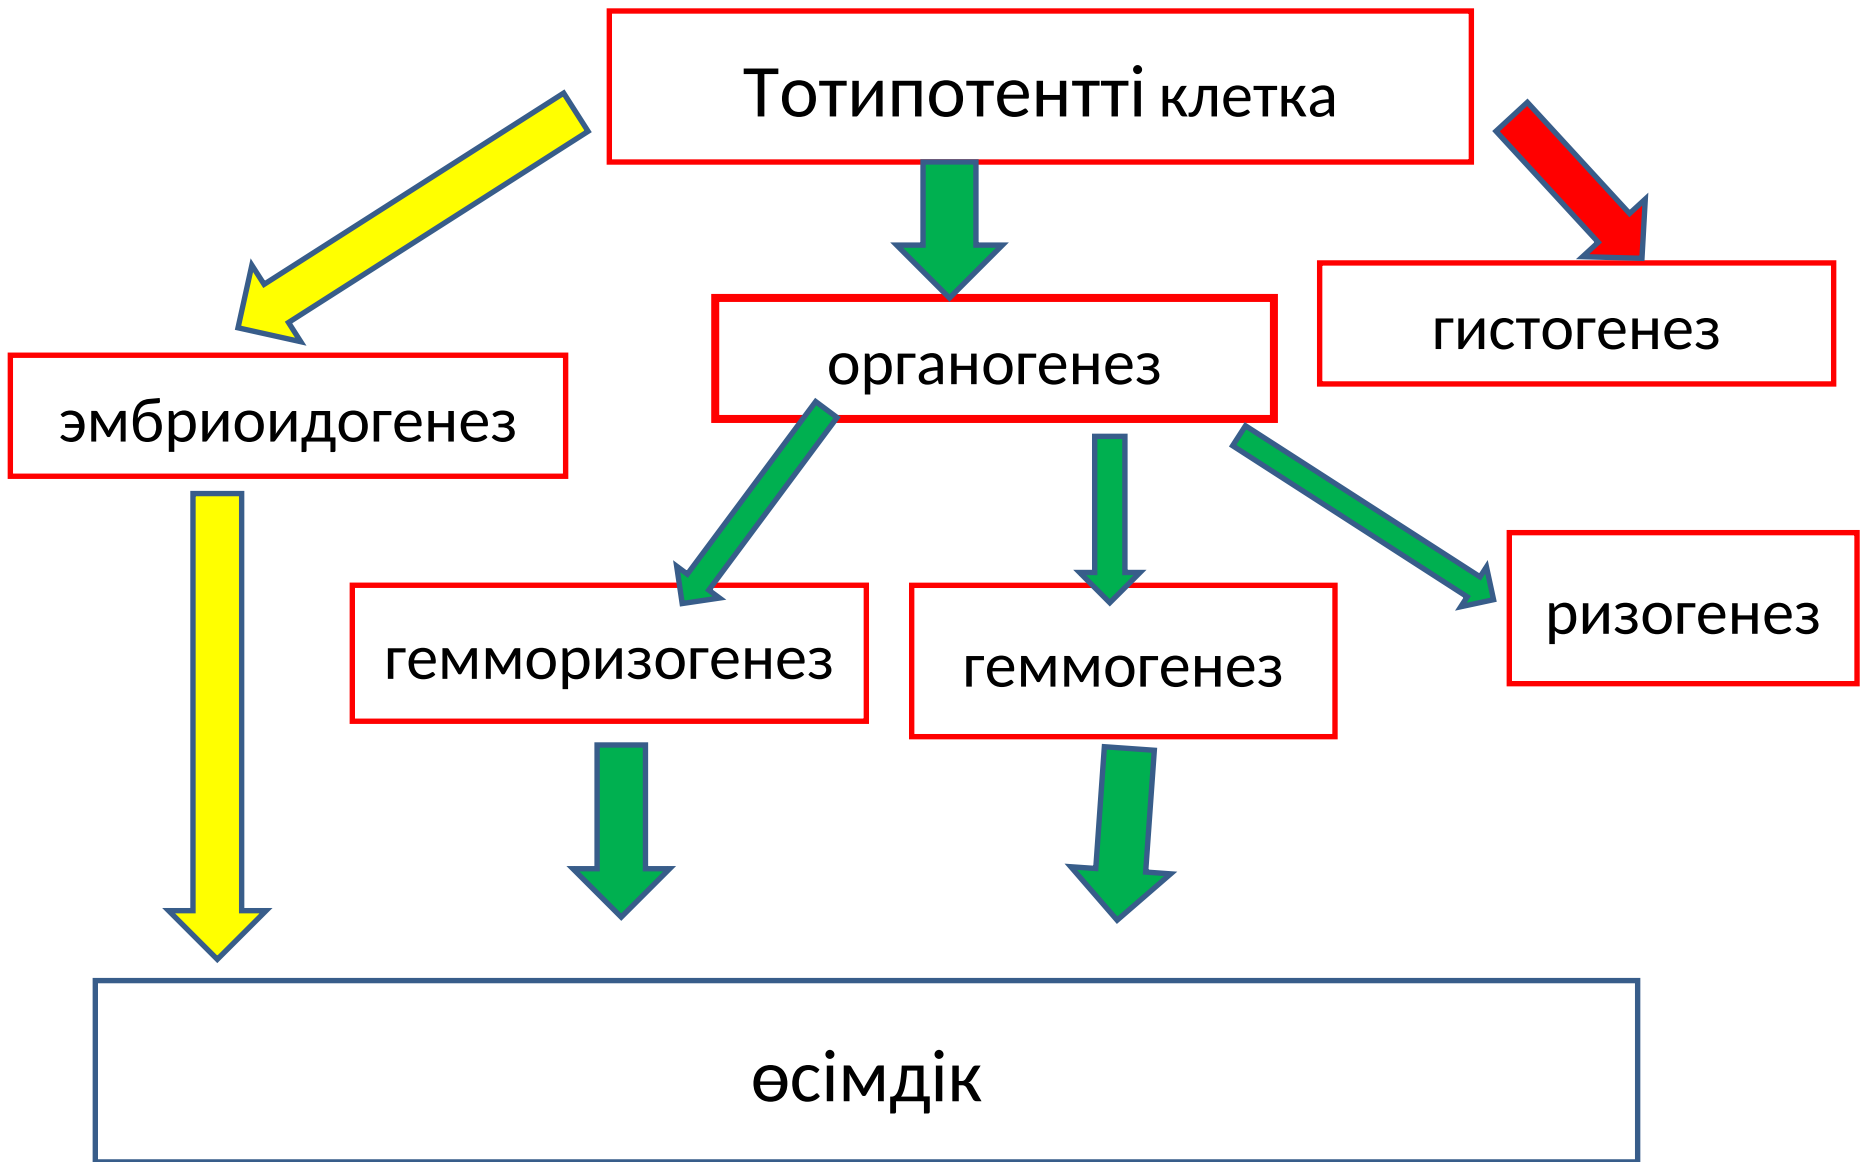 Тотипотентті клетка
гистогенез
органогенез
эмбриоидогенез
ризогенез
гемморизогенез
геммогенез
өсімдік